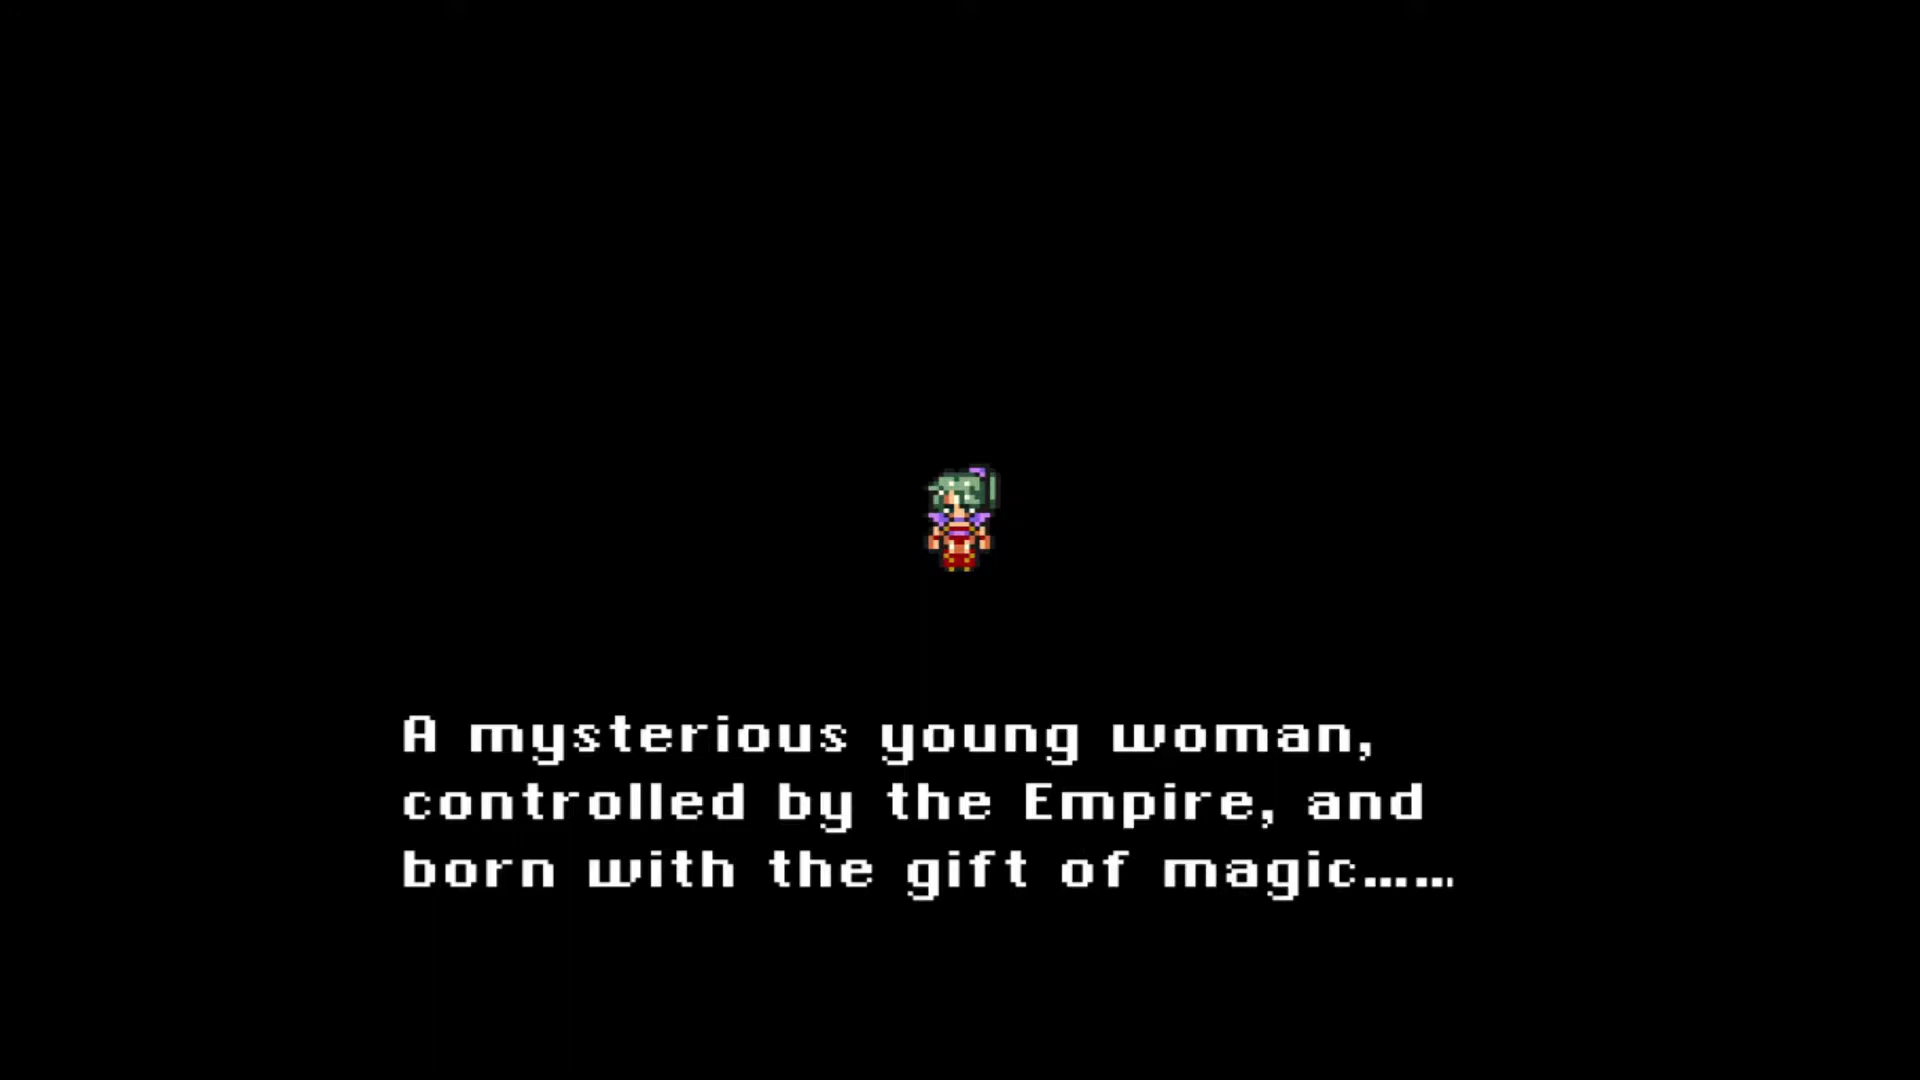 A mysterious young woman,
controlled by the Empire, and
born with the gift of magic……